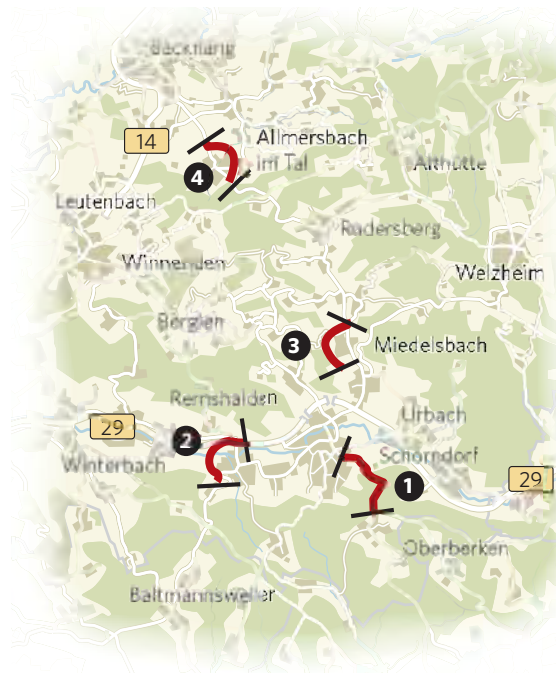 Backnang
14
Allmersbach
im Tal
4
Althütte
Leutenbach
Rudersberg
Winnenden
Welzheim
Berglen
3
Miedelsbach
Remshalden
29
Urbach
2
Schorndorf
Winterbach
1
29
Oberberken
Baltmannsweiler